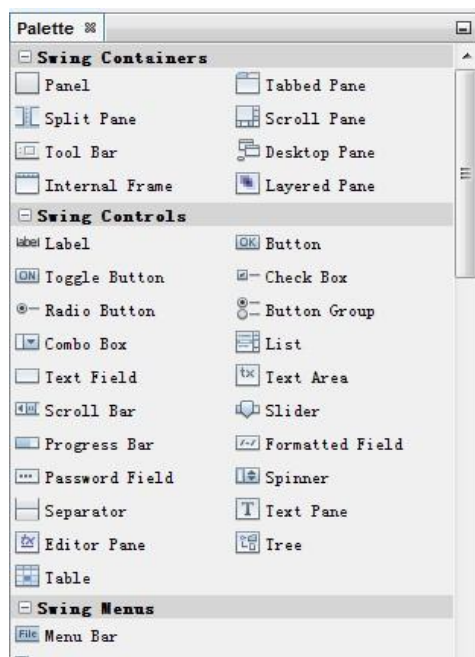 Palette
Swing Containers
Panel Tabbed Pane
Split Pane Scroll Pane
Tool Bar Desktop Pane
Internal Frame Layered Pane
Swing Controls
label Label OK Button
ON Toggle Button Check Box
Radio Button Button Group
Combo Box List
Text Field tx Text Area
Scroll Bar Slider
Progress Bar Formatted Field
Password Field Spinner
Separator T Text Pane
tx Editor Pane Tree
Table
Swing Menus
File Menu Bar